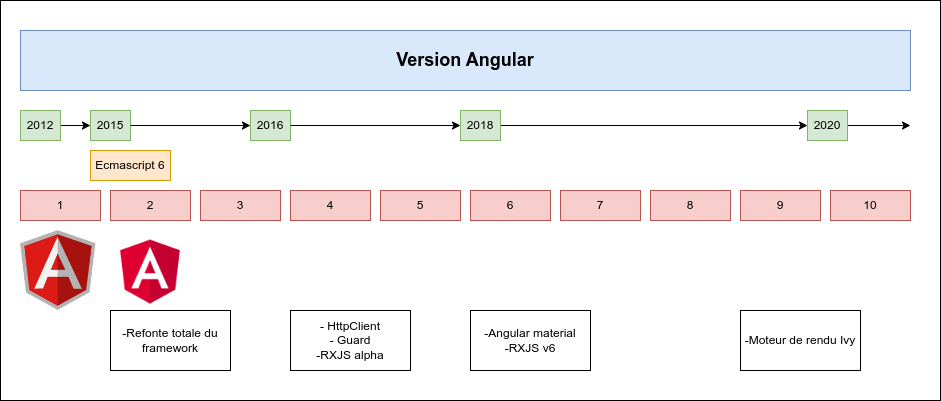 Version Angular
2012 2015 2016 2018 2020
Ecmascript 6
1 2 3 4 5 6 7 8 9 10
A A
-Refonte totale du
framework
- HttpClient
- Guard
-RXJS alpha
-Angular material
-RXJS v6
-Moteur de rendu Ivy